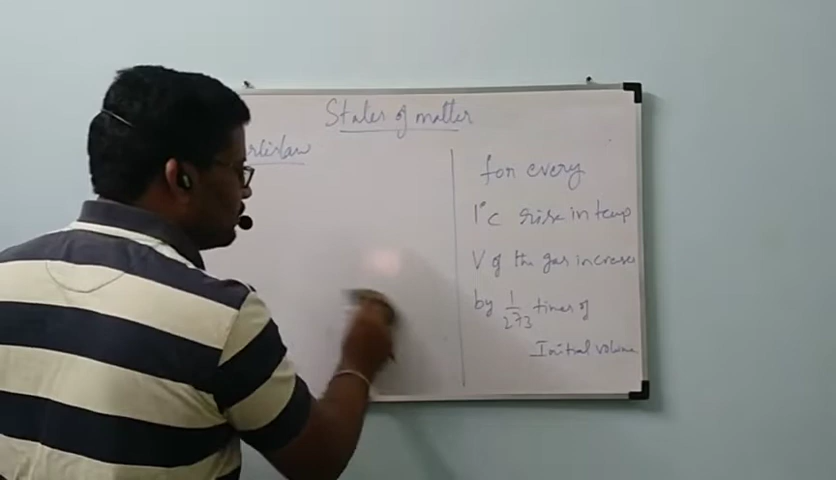 States of matter
rlislaw
for every
1°c rise in temp
V of the gas increases
by 1/273 times of
Initial volume